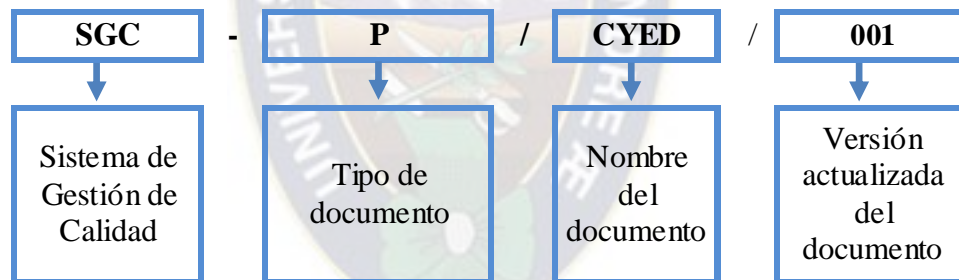 SGC - P / CYED / 001
Sistema de
Gestión de
Calidad
Tipo de
documento
Nombre
del
documento
Versión
actualizada
del
documento